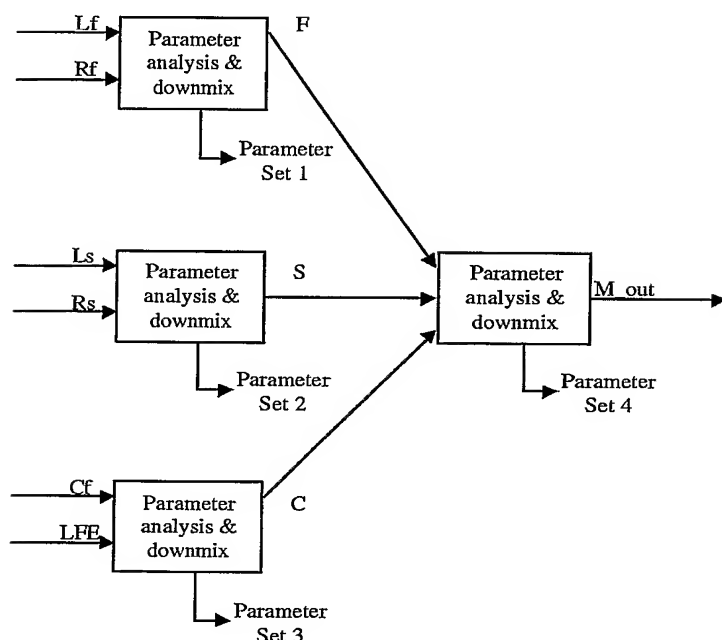 Lf
Rf
Parameter
analysis &
downmix
F
Parameter
Set 1
Ls
Rs
Parameter
analysis &
downmix
S
Parameter
Set 2
Parameter
analysis &
downmix
M_out
Parameter
Set 4
Cf
LFE
Parameter
analysis &
downmix
C
Parameter
Set 3